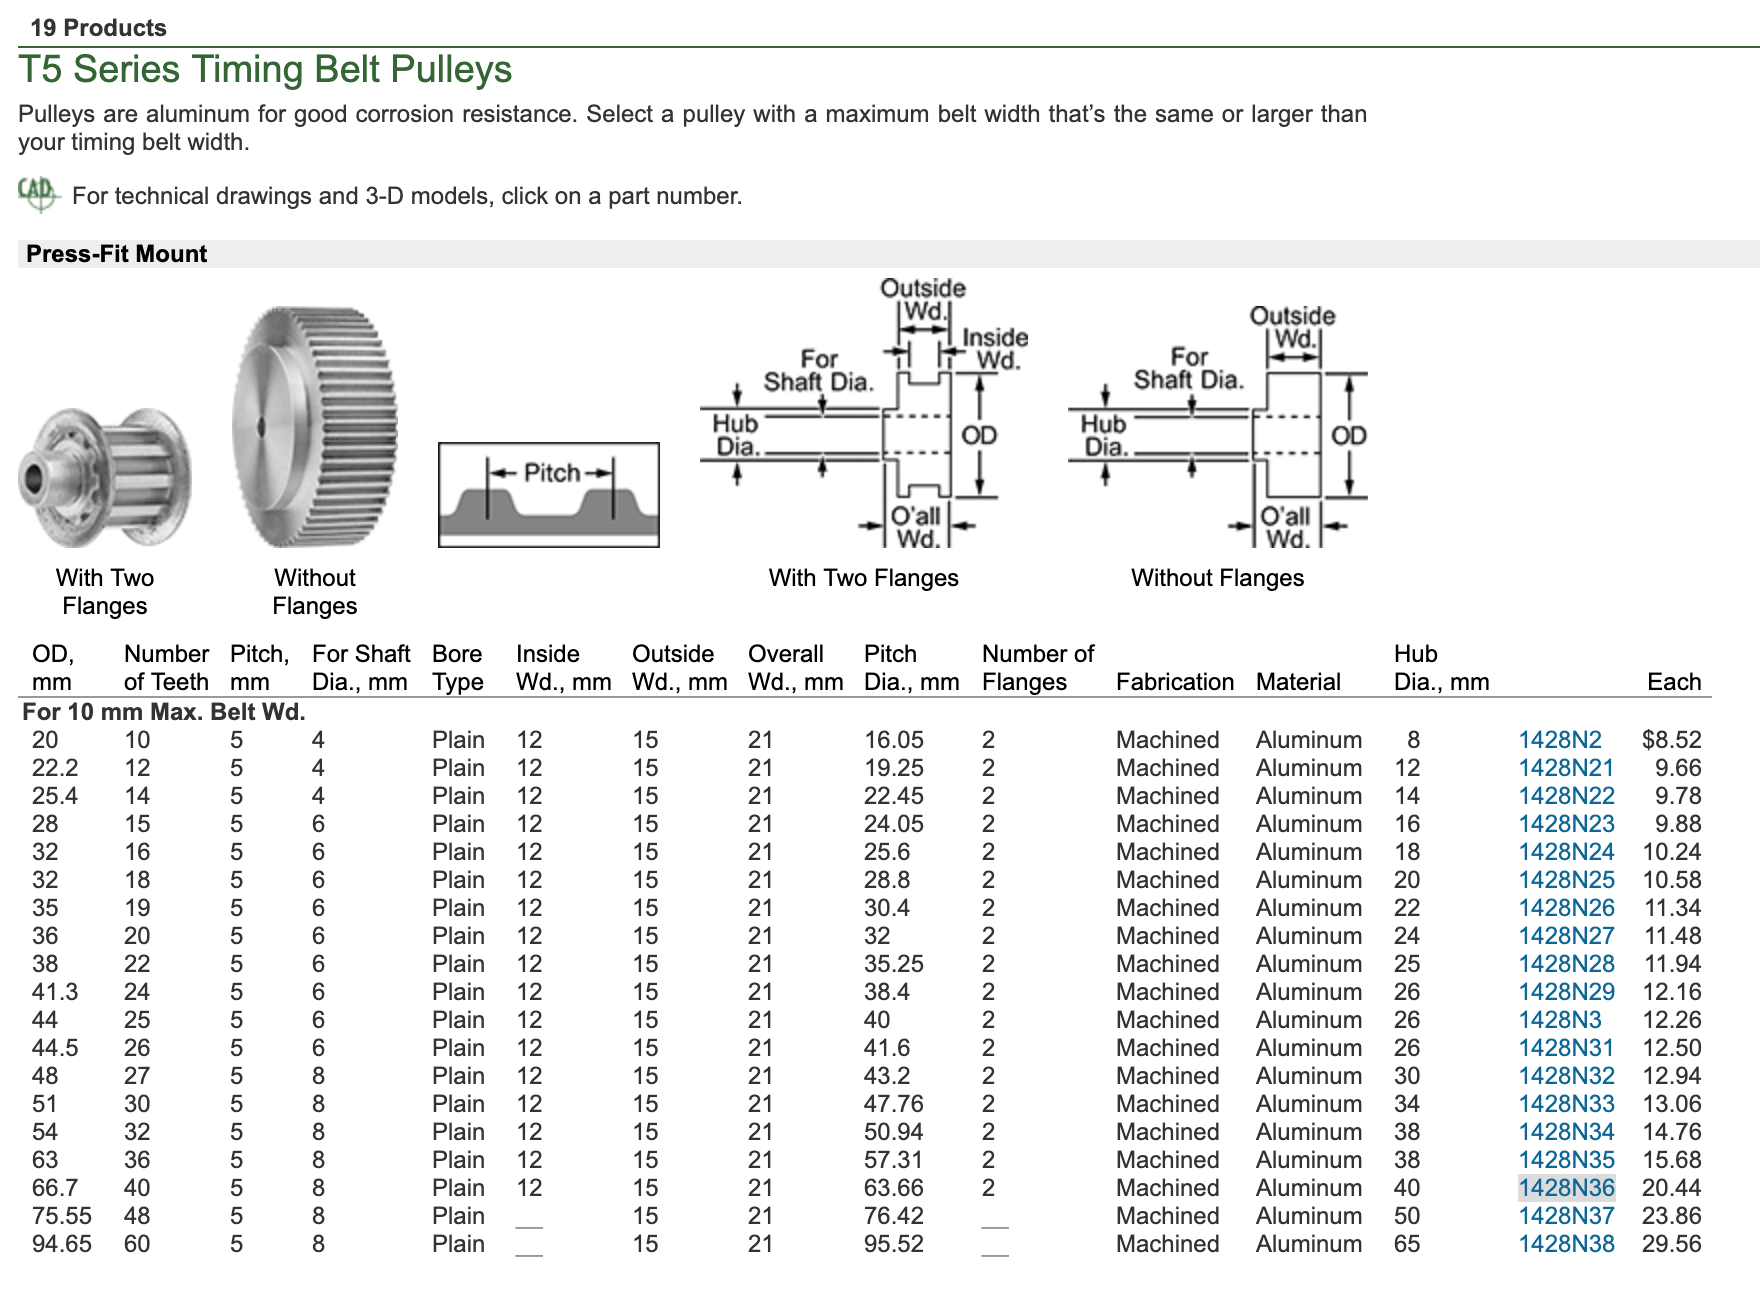 19 Products
T5 Series Timing Belt Pulleys
Pulleys are aluminum for good corrosion resistance. Select a pulley with a maximum belt width that’s the same or larger than
your timing belt width.
CAD For technical drawings and 3-D models, click on a part number.
Press-Fit Mount
Pitch
Outside
Wd.
Inside
Wd.
For
Shaft Dia.
Hub
Dia.
OD
O'all
Wd.
Outside
Wd.
For
Shaft Dia.
Hub
Dia.
OD
O'all
Wd.
With Two
Flanges
Without
Flanges
With Two Flanges
Without Flanges
OD, Number Pitch, For Shaft Bore Inside Outside Overall Pitch Number of Hub
mm of Teeth mm Dia., mm Type Wd., mm Wd., mm Wd., mm Dia., mm Flanges Fabrication Material Dia., mm Each
For 10 mm Max. Belt Wd.
20 10 5 4 Plain 12 15 21 16.05 2 Machined Aluminum 8 1428N2 $8.52
22.2 12 5 4 Plain 12 15 21 19.25 2 Machined Aluminum 12 1428N21 9.66
25.4 14 5 4 Plain 12 15 21 22.45 2 Machined Aluminum 14 1428N22 9.78
28 15 5 6 Plain 12 15 21 24.05 2 Machined Aluminum 16 1428N23 9.88
32 16 5 6 Plain 12 15 21 25.6 2 Machined Aluminum 18 1428N24 10.24
32 18 5 6 Plain 12 15 21 28.8 2 Machined Aluminum 20 1428N25 10.58
35 19 5 6 Plain 12 15 21 30.4 2 Machined Aluminum 22 1428N26 11.34
36 20 5 6 Plain 12 15 21 32 2 Machined Aluminum 24 1428N27 11.48
38 22 5 6 Plain 12 15 21 35.25 2 Machined Aluminum 25 1428N28 11.94
41.3 24 5 6 Plain 12 15 21 38.4 2 Machined Aluminum 26 1428N29 12.16
44 25 5 6 Plain 12 15 21 40 2 Machined Aluminum 26 1428N3 12.26
44.5 26 5 6 Plain 12 15 21 41.6 2 Machined Aluminum 26 1428N31 12.50
48 27 5 8 Plain 12 15 21 43.2 2 Machined Aluminum 30 1428N32 12.94
51 30 5 8 Plain 12 15 21 47.76 2 Machined Aluminum 34 1428N33 13.06
54 32 5 8 Plain 12 15 21 50.94 2 Machined Aluminum 38 1428N34 14.76
63 36 5 8 Plain 12 15 21 57.31 2 Machined Aluminum 38 1428N35 15.68
66.7 40 5 8 Plain 12 15 21 63.66 2 Machined Aluminum 40 1428N36 20.44
75.55 48 5 8 Plain __ 15 21 76.42 __ Machined Aluminum 50 1428N37 23.86
94.65 60 5 8 Plain __ 15 21 95.52 __ Machined Aluminum 65 1428N38 29.56